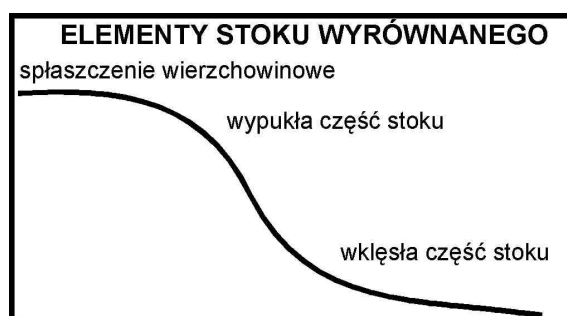 ELEMENTY STOKU WYRÓWNANEGO
spłaszczenie wierzchowinowe
wypukła część stoku
wklęsła część stoku